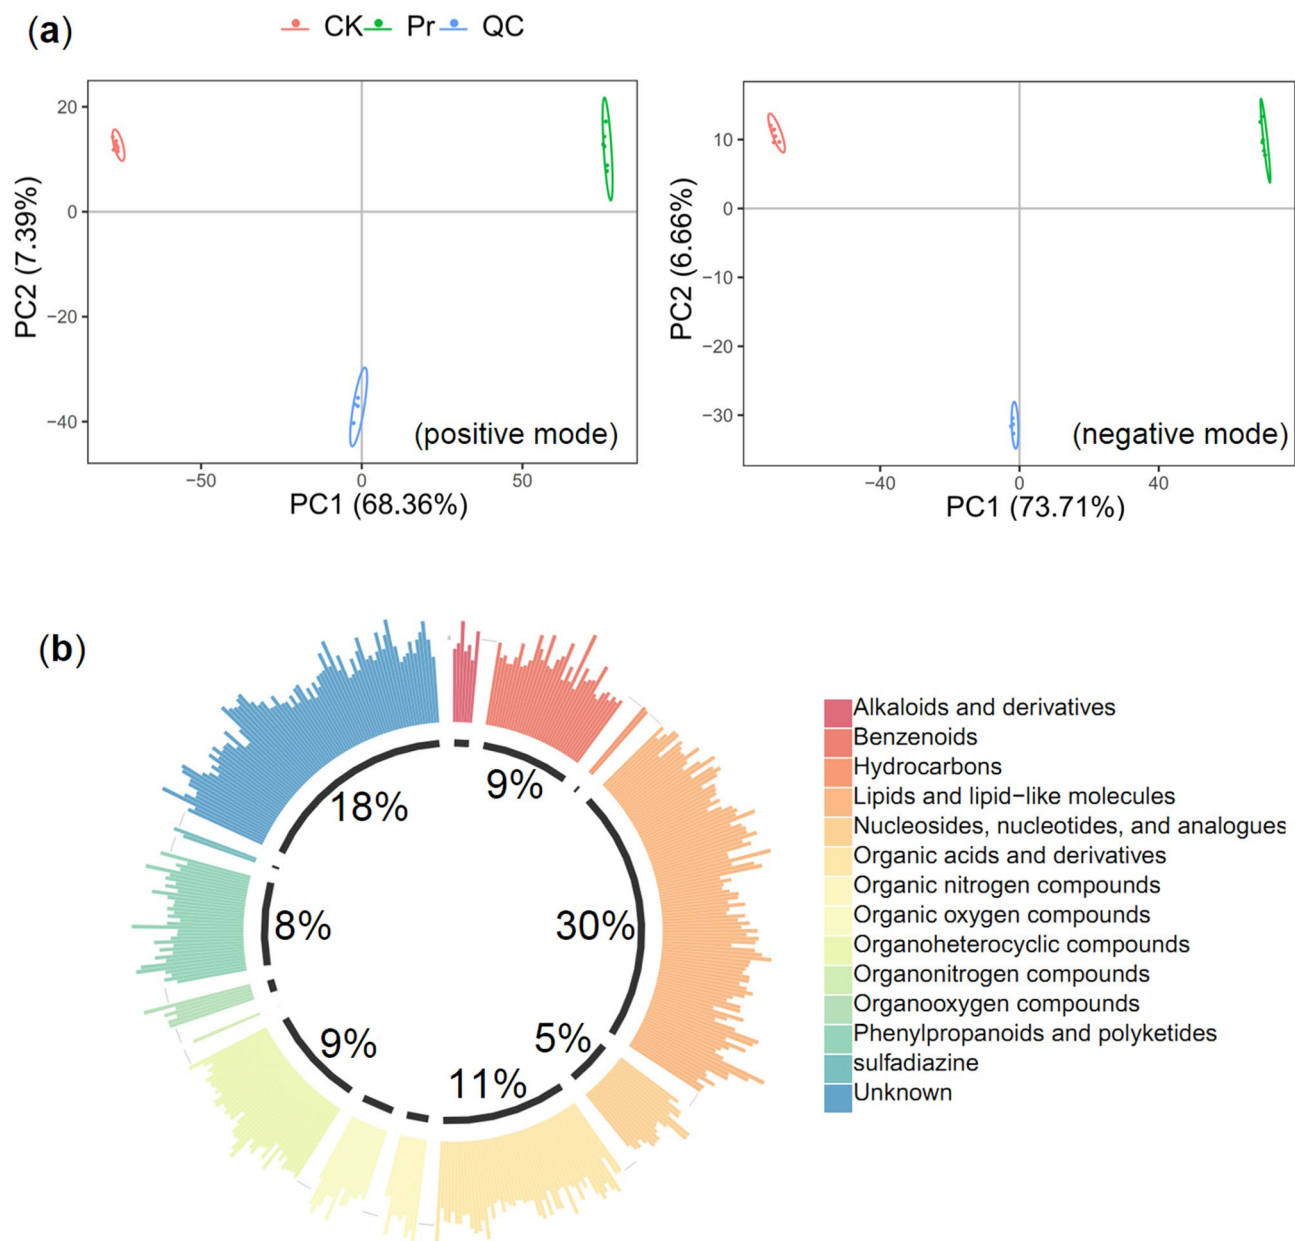 (a)
CK Pr QC
20
0
−20
−40
PC2 (7.39%)
(positive mode)
−50 0 50
PC1 (68.36%)
10
0
−10
−20
−30
PC2 (6.66%)
(negative mode)
−40 0 40
PC1 (73.71%)
(b)
9%
18%
30%
8%
5%
9%
11%
Alkaloids and derivatives
Benzenoids
Hydrocarbons
Lipids and lipid−like molecules
Nucleosides, nucleotides, and analogues
Organic acids and derivatives
Organic nitrogen compounds
Organic oxygen compounds
Organoheterocyclic compounds
Organonitrogen compounds
Organooxygen compounds
Phenylpropanoids and polyketides
sulfadiazine
Unknown